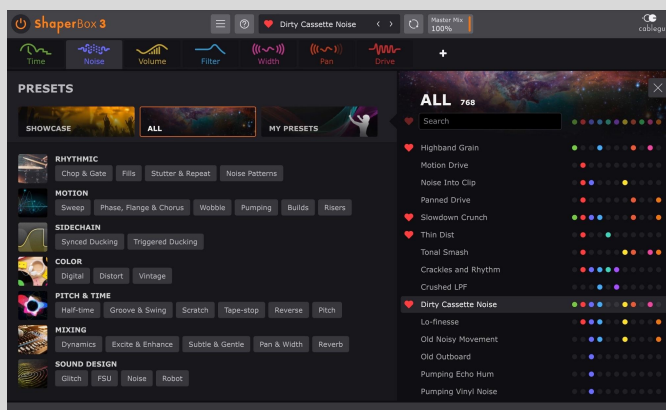 ShaperBox 3
Dirty Cassette Noise
Master Mix
100%
Time
Noise
Volume
Filter
Width
Pan
Drive
PRESETS
SHOWCASE
ALL
MY PRESETS
RHYTHMIC
Chop & Gate Fills Stutter & Repeat Noise Patterns
MOTION
Sweep Phase, Flange & Chorus Wobble Pumping Builds Risers
SIDECHAIN
Synced Ducking Triggered Ducking
COLOR
Digital Distort Vintage
PITCH & TIME
Half-time Groove & Swing Scratch Tape-stop Reverse Pitch
MIXING
Dynamics Excite & Enhance Subtle & Gentle Pan & Width Reverb
SOUND DESIGN
Glitch FSU Noise Robot
ALL 768
Search
Highband Grain
Motion Drive
Noise Into Clip
Panned Drive
Slowdown Crunch
Thin Dist
Tonal Smash
Crackles and Rhythm
Crushed LPF
Dirty Cassette Noise
Lo-finesse
Old Noisy Movement
Old Outboard
Pumping Echo Hum
Pumping Vinyl Noise